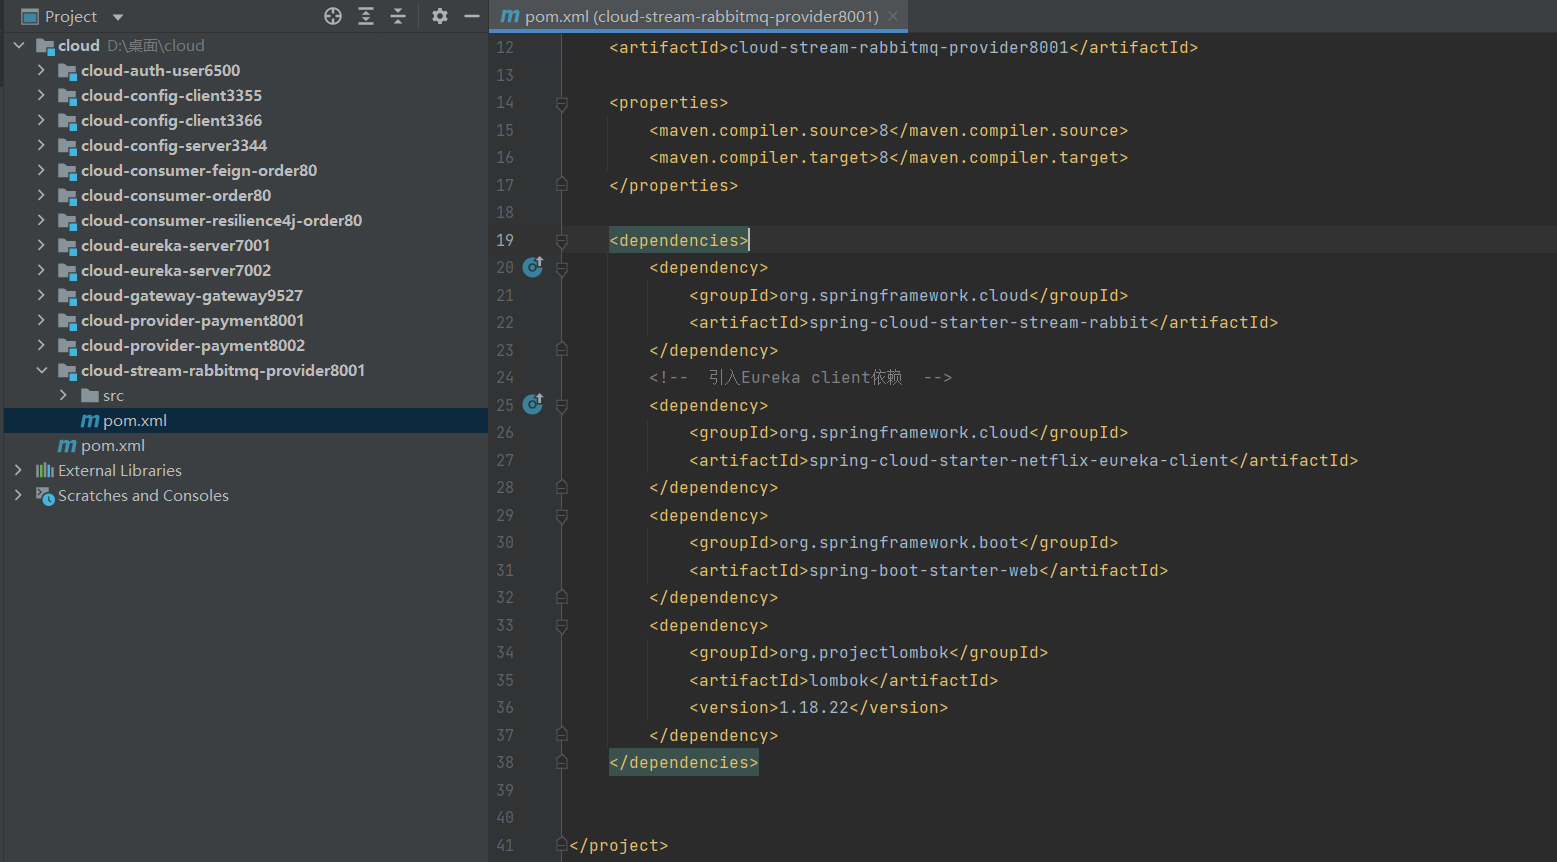 Project
cloud D:\桌面\cloud
cloud-auth-user6500
cloud-config-client3355
cloud-config-client3366
cloud-config-server3344
cloud-consumer-feign-order80
cloud-consumer-order80
cloud-consumer-resilience4j-order80
cloud-eureka-server7001
cloud-eureka-server7002
cloud-gateway-gateway9527
cloud-provider-payment8001
cloud-provider-payment8002
cloud-stream-rabbitmq-provider8001
src
pom.xml
pom.xml
External Libraries
Scratches and Consoles
pom.xml (cloud-stream-rabbitmq-provider8001)
12 <artifactId>cloud-stream-rabbitmq-provider8001</artifactId>
13
14 <properties>
15 <maven.compiler.source>8</maven.compiler.source>
16 <maven.compiler.target>8</maven.compiler.target>
17 </properties>
18
19 <dependencies>
20 <dependency>
21 <groupId>org.springframework.cloud</groupId>
22 <artifactId>spring-cloud-starter-stream-rabbit</artifactId>
23 </dependency>
24 <!-- 引入Eureka client依赖 -->
25 <dependency>
26 <groupId>org.springframework.cloud</groupId>
27 <artifactId>spring-cloud-starter-netflix-eureka-client</artifactId>
28 </dependency>
29 <dependency>
30 <groupId>org.springframework.boot</groupId>
31 <artifactId>spring-boot-starter-web</artifactId>
32 </dependency>
33 <dependency>
34 <groupId>org.projectlombok</groupId>
35 <artifactId>lombok</artifactId>
36 <version>1.18.22</version>
37 </dependency>
38 </dependencies>
39
40
41 </project>